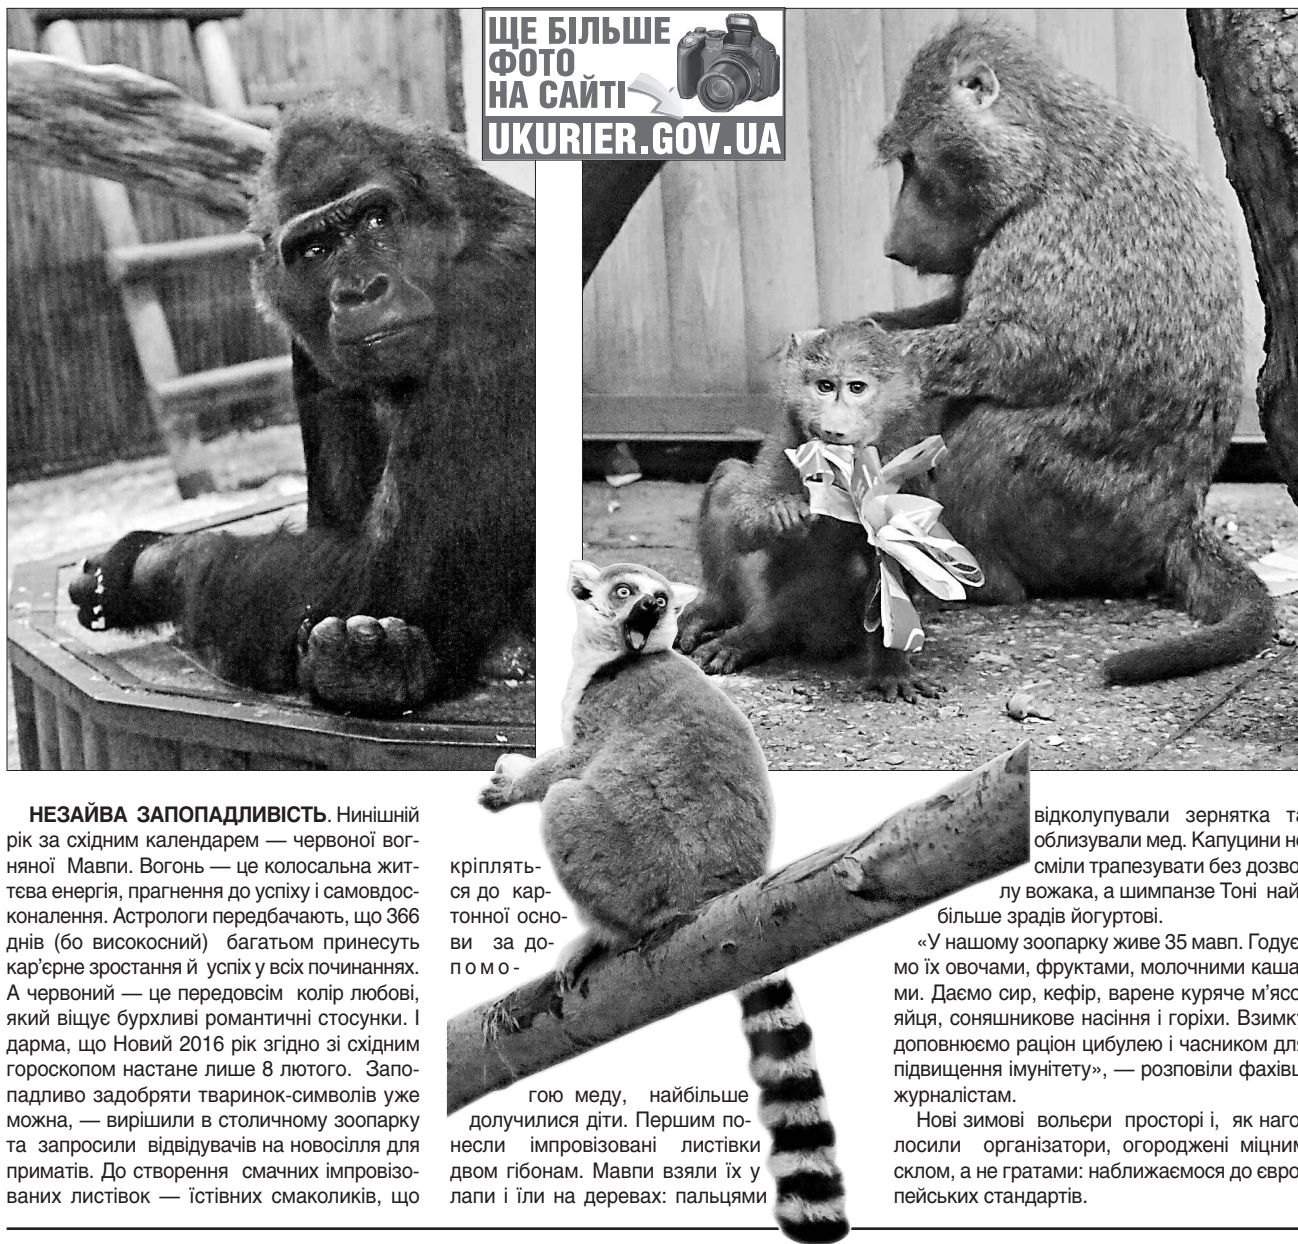 ЩЕ БІЛЬШЕ
ФОТО
НА САЙТІ
UKURIER.GOV.UA
НЕЗАЙВА ЗАПОПАДЛИВІСТЬ. Нинішній
рік за східним календарем — червоної вог-
няної Мавпи. Вогонь — це колосальна жит-
тєва енергія, прагнення до успіху і самовдос-
коналення. Астрологи передбачають, що 366
днів (бо високосний) багатьом принесуть
кар'єрне зростання й успіх у всіх починаннях.
А червоний — це передовсім колір любові,
який віщує бурхливі романтичні стосунки. І
дарма, що Новий 2016 рік згідно зі східним
гороскопом настане лише 8 лютого. Запо-
падливо задобряти тваринок-символів уже
можна, — вирішили в столичному зоопарку
та запросили відвідувачів на новосілля для
приматів. До створення смачних імпровізо-
ваних листівок — їстівних смаколиків, що
кріплять-
ся до кар-
тонної осно-
ви за до-
помо-
гою меду, найбільше
долучилися діти. Першим по-
несли імпровізовані листівки
двом гібонам. Мавпи взяли їх у
лапи і їли на деревах: пальцями
відколупували зернятка та
облизували мед. Капуцини не
сміли трапезувати без дозво
лу вожака, а шимпанзе Тоні най
більше зрадів йогуртові.
«У нашому зоопарку живе 35 мавп. Годує
мо їх овочами, фруктами, молочними каша
ми. Даємо сир, кефір, варене куряче м'ясо
яйця, соняшникове насіння і горіхи. Взимку
доповнюємо раціон цибулею і часником для
підвищення імунітету», — розповіли фахівц
журналістам.
Нові зимові вольєри просторі і, як наго
лосили організатори, огороджені міцним
склом, а не гратами: наближаємося до євро
пейських стандартів.